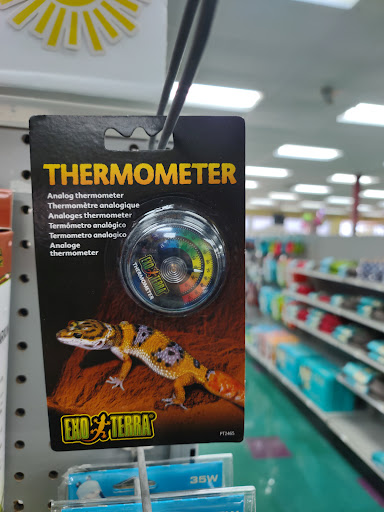 THERMOMETER
Analog thermometer
Thermomètre analogique
Analoges thermometer
Termómetro analógico
Termometro analogico
Analoge
thermometer
EXO TERRA
THERMOMETER
EXO TERRA
PT2465
35W